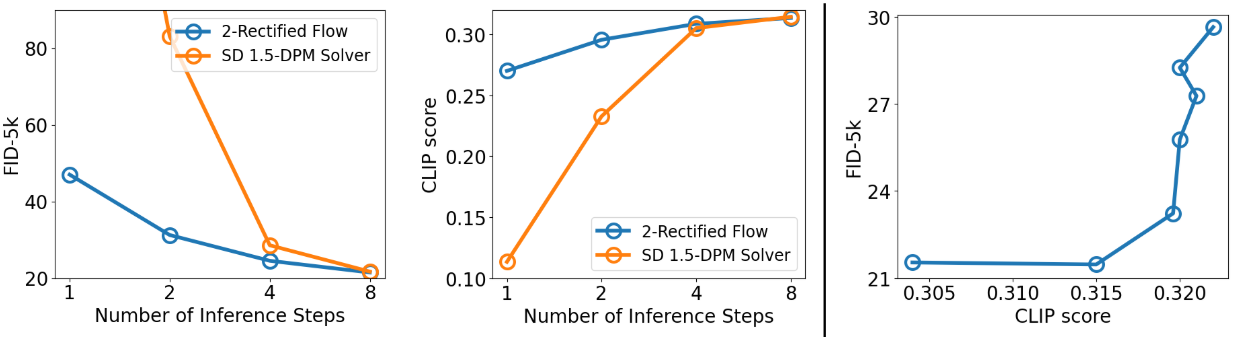 FID-5k
80
60
40
20
1
2
4
8
Number of Inference Steps
2-Rectified Flow
SD 1.5-DPM Solver
CLIP score
0.30
0.25
0.20
0.15
0.10
1
2
4
8
Number of Inference Steps
2-Rectified Flow
SD 1.5-DPM Solver
FID-5k
30
27
24
21
0.305
0.310
0.315
0.320
CLIP score